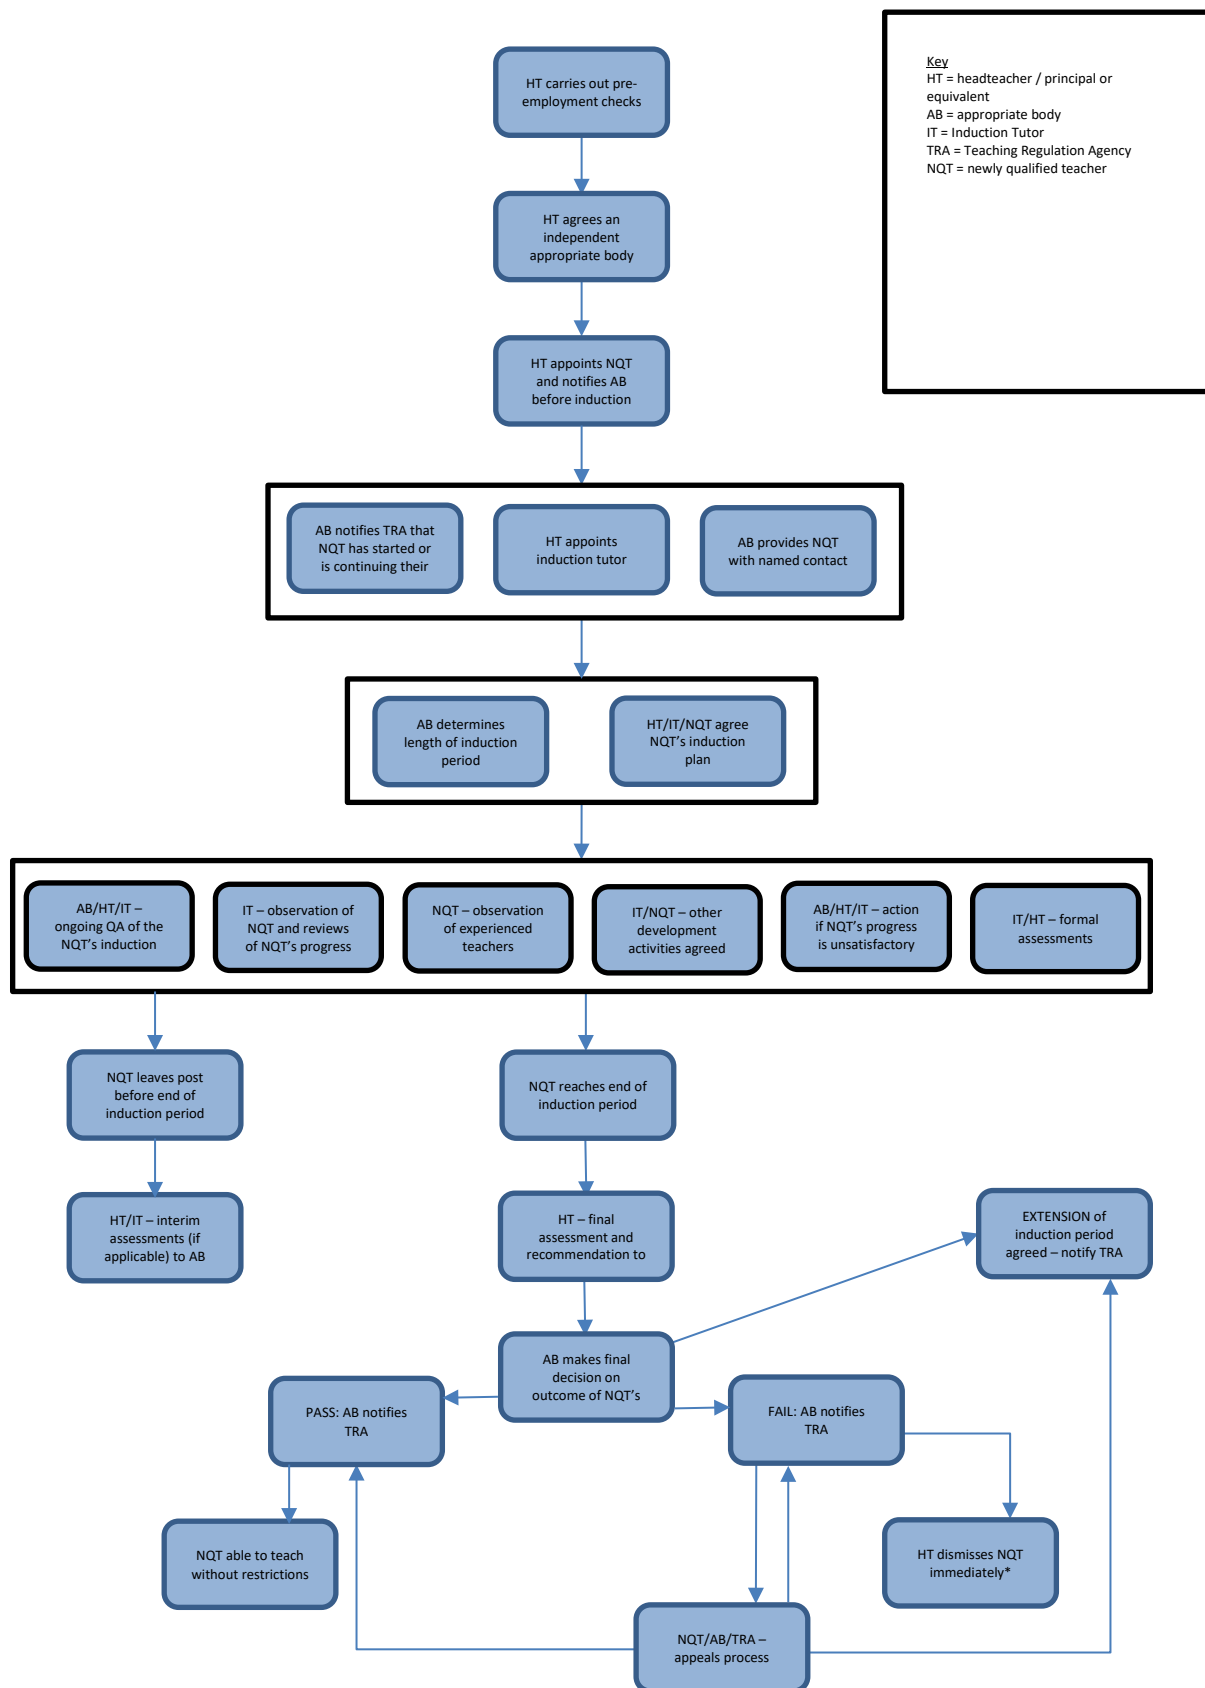 HT carries out pre-
employment checks
Key
HT = headteacher / principal or
equivalent
AB = appropriate body
IT = Induction Tutor
TRA = Teaching Regulation Agency
NQT = newly qualified teacher
HT agrees an
independent
appropriate body
HT appoints NQT
and notifies AB
before induction
AB notifies TRA that
NQT has started or
is continuing their
HT appoints
induction tutor
AB provides NQT
with named contact
AB determines
length of induction
period
HT/IT/NQT agree
NQT’s induction
plan
AB/HT/IT –
ongoing QA of the
NQT’s induction
IT – observation of
NQT and reviews
of NQT’s progress
NQT – observation
of experienced
teachers
IT/NQT – other
development
activities agreed
AB/HT/IT – action
if NQT’s progress
is unsatisfactory
IT/HT – formal
assessments
NQT leaves post
before end of
induction period
NQT reaches end of
induction period
HT/IT – interim
assessments (if
applicable) to AB
HT – final
assessment and
recommendation to
EXTENSION of
induction period
agreed – notify TRA
AB makes final
decision on
outcome of NQT’s
PASS: AB notifies
TRA
FAIL: AB notifies
TRA
NQT able to teach
without restrictions
HT dismisses NQT
immediately*
NQT/AB/TRA –
appeals process